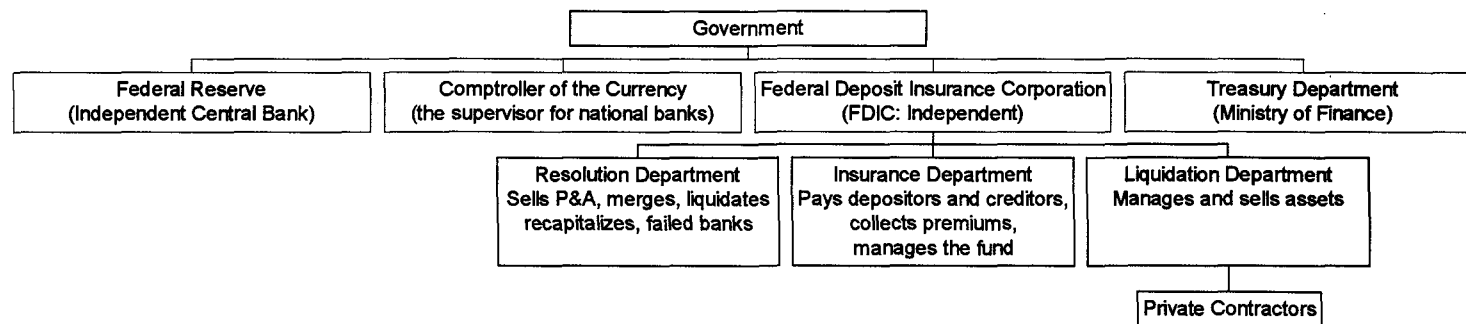 Government
Federal Reserve
(Independent Central Bank)
Comptroller of the Currency
(the supervisor for national banks)
Federal Deposit Insurance Corporation
(FDIC: Independent)
Treasury Department
(Ministry of Finance)
Resolution Department
Sells P&A, merges, liquidates
recapitalizes, failed banks
Insurance Department
Pays depositors and creditors,
collects premiums,
manages the fund
Liquidation Department
Manages and sells assets
Private Contractors